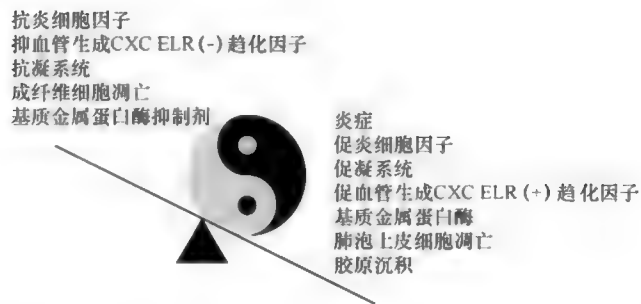 抗炎细胞因子
抑血管生成CXC ELR(-)趋化因子
抗凝系统
成纤维细胞凋亡
基质金属蛋白酶抑制剂
炎症
促炎细胞因子
促凝系统
促血管生成CXC ELR(+)趋化因子
基质金属蛋白酶
肺泡上皮细胞凋亡
胶原沉积